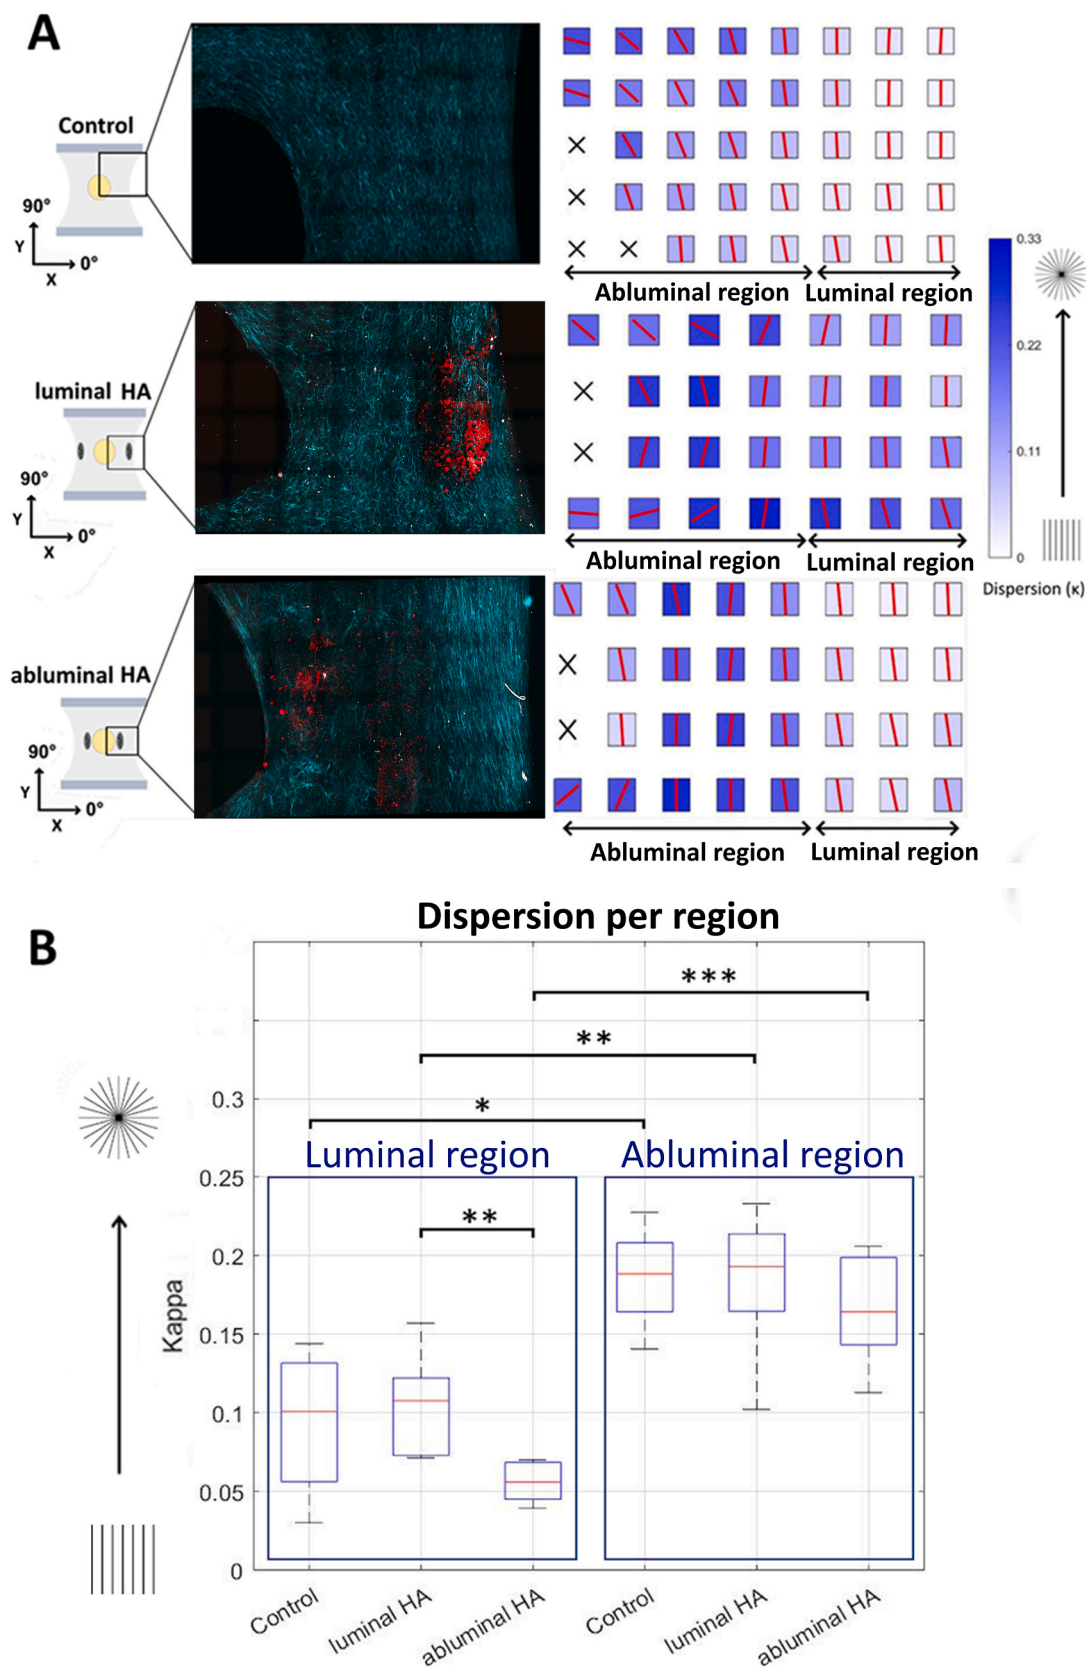 A
Control
90°
Y
X
0°
Abluminal region
Luminal region
luminal HA
90°
Y
X
0°
Abluminal region
Luminal region
abluminal HA
90°
Y
X
0°
Abluminal region
Luminal region
0.33
0.22
0.11
0
Dispersion (κ)
B
Dispersion per region
***
**
*
Luminal region
Abluminal region
**
Kappa
0.3
0.25
0.2
0.15
0.1
0.05
0
Control
luminal HA
abluminal HA
Control
luminal HA
abluminal HA